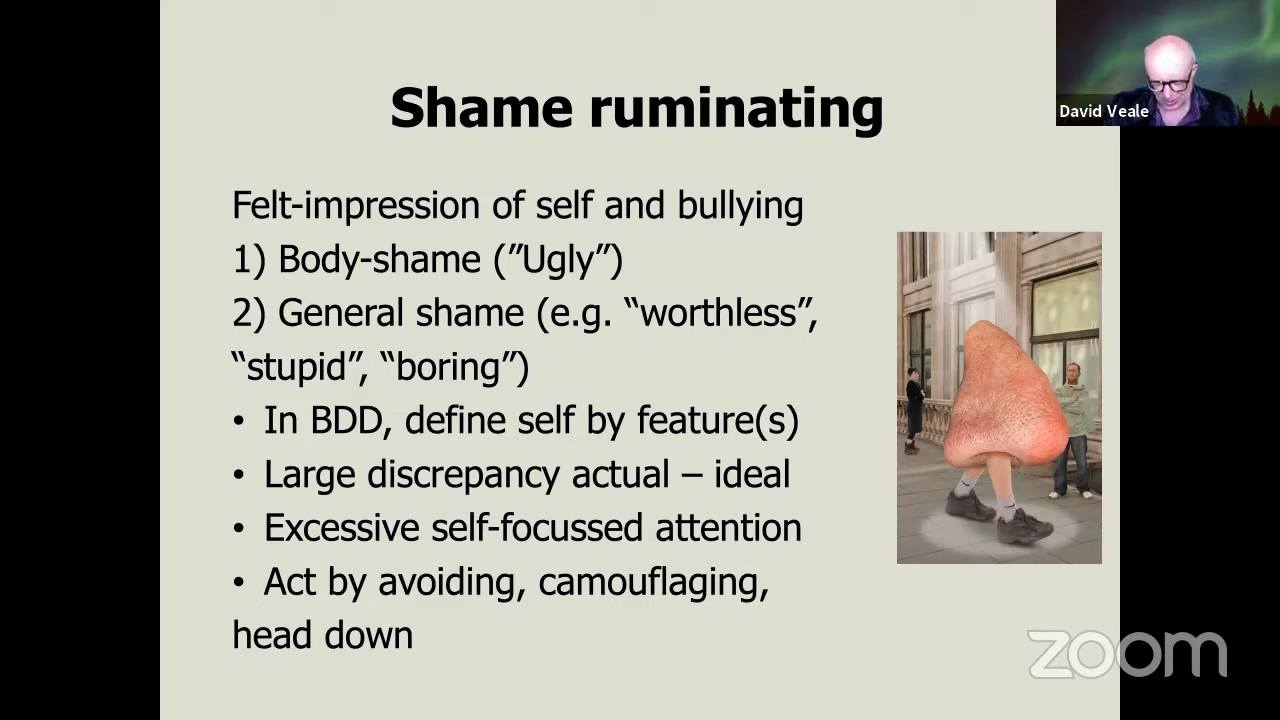 Shame ruminating
David Veale
Felt-impression of self and bullying
1) Body-shame (”Ugly”)
2) General shame (e.g. “worthless”,
“stupid”, “boring”)
• In BDD, define self by feature(s)
• Large discrepancy actual – ideal
• Excessive self-focussed attention
• Act by avoiding, camouflaging,
head down
zoom